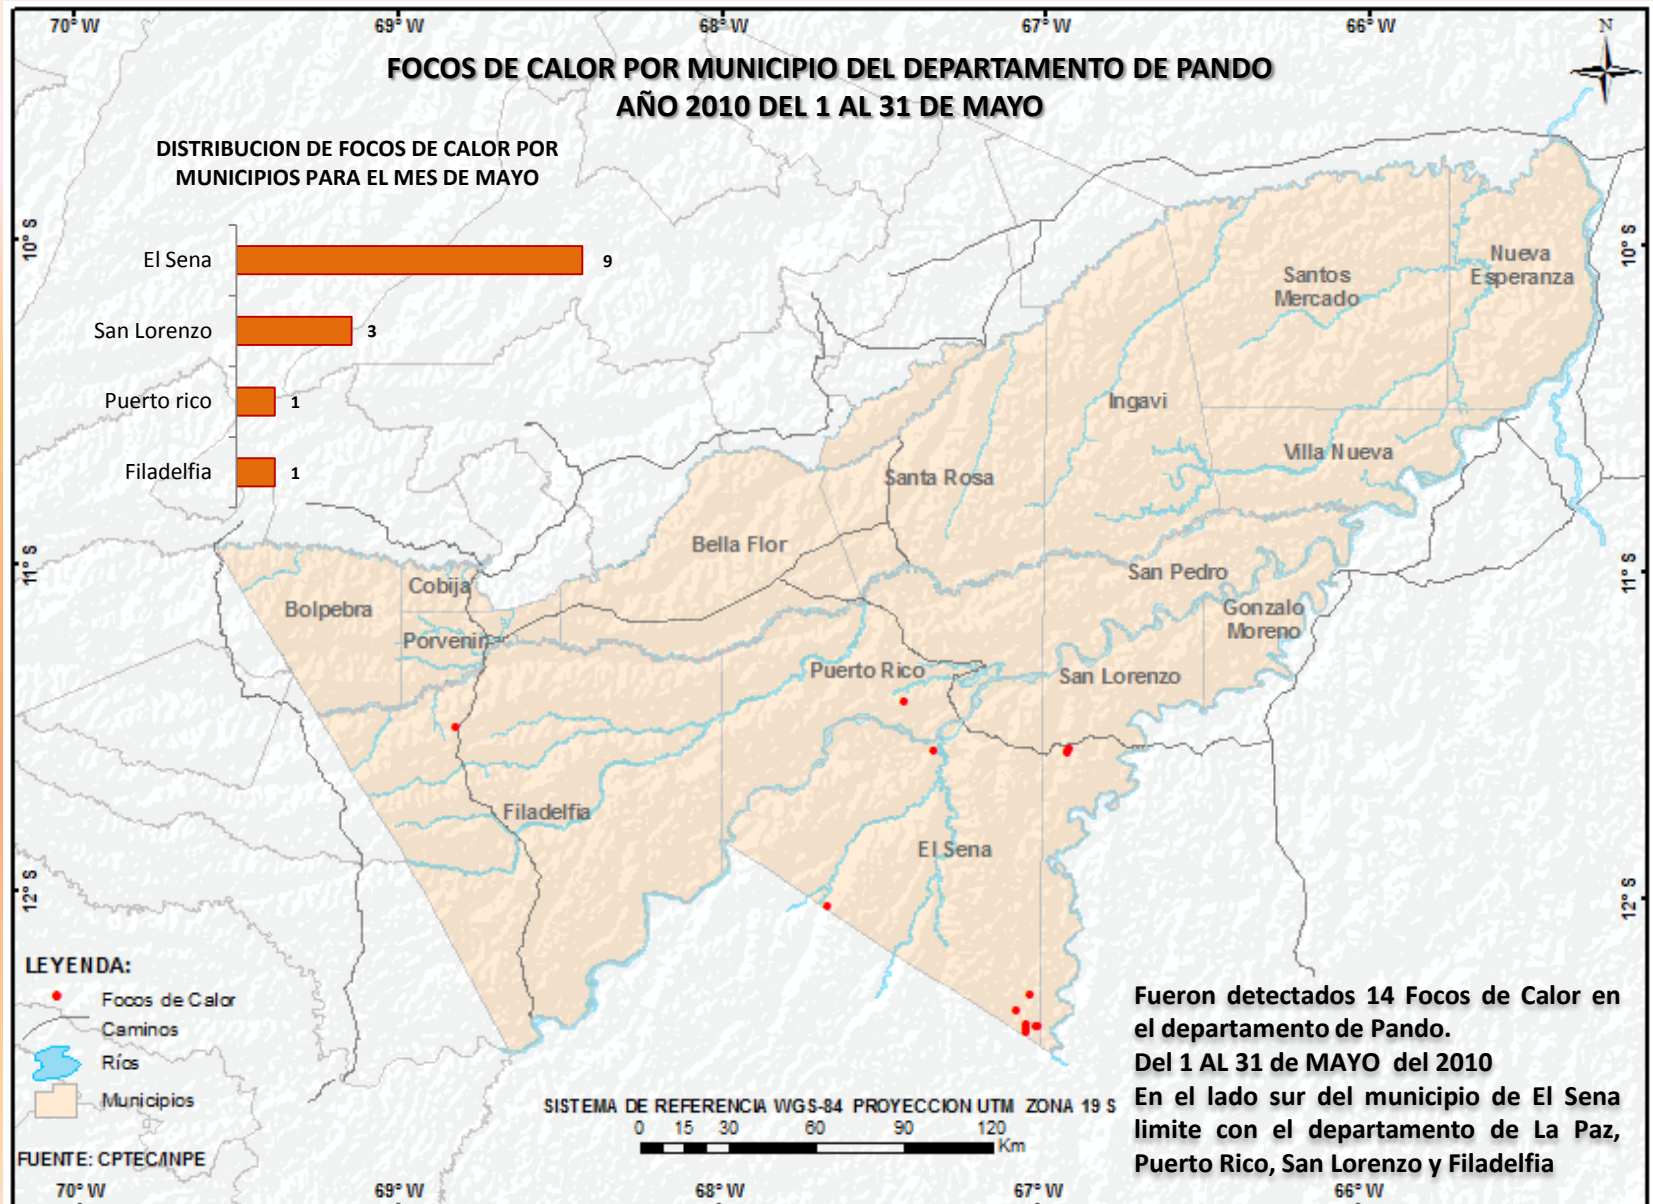 70° W 69° W 68° W 67° W 66° W
N
FOCOS DE CALOR POR MUNICIPIO DEL DEPARTAMENTO DE PANDO
AÑO 2010 DEL 1 AL 31 DE MAYO
DISTRIBUCION DE FOCOS DE CALOR POR
MUNICIPIOS PARA EL MES DE MAYO
El Sena 9
San Lorenzo 3
Puerto rico 1
Filadelfia 1
10° S
11° S
12° S
10° S
11° S
12° S
Nueva
Esperanza
Santos
Mercado
Ingavi
Villa Nueva
Santa Rosa
Bella Flor
San Pedro
Cobija
Bolpebra
Gonzalo
Moreno
Porvenir
Puerto Rico
San Lorenzo
Filadelfia
El Sena
LEYENDA:
Focos de Calor
Caminos
Ríos
Municipios
FUENTE: CPTEC/INPE
SISTEMA DE REFERENCIA WGS-84 PROYECCION UTM ZONA 19 S
0 15 30 60 90 120
Km
Fueron detectados 14 Focos de Calor en
el departamento de Pando.
Del 1 AL 31 de MAYO del 2010
En el lado sur del municipio de El Sena
limite con el departamento de La Paz,
Puerto Rico, San Lorenzo y Filadelfia
70° W 69° W 68° W 67° W 66° W